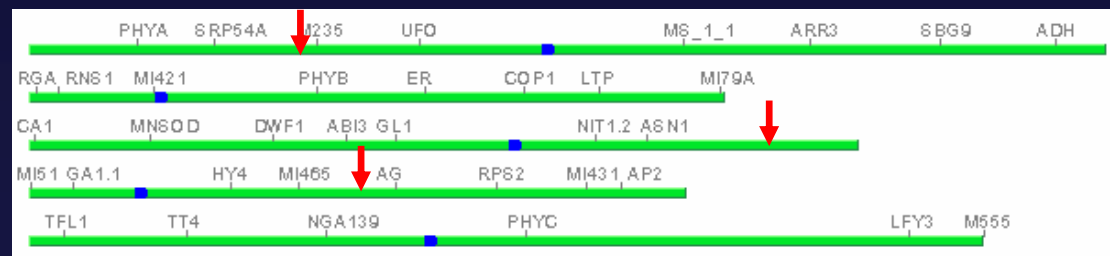 PHYA SRP54A M235 UFO MS_1_1 ARR3 SBG9 ADH
RGA RNS1 MI421 PHYB ER COP1 LTP MI79A
CA1 MNSOD DWF1 ABI3 GL1 NIT1.2 ASN1
MI51 GA1.1 HY4 MI465 AG RPS2 MI431 AP2
TFL1 TT4 NGA139 PHYC LFY3 M555